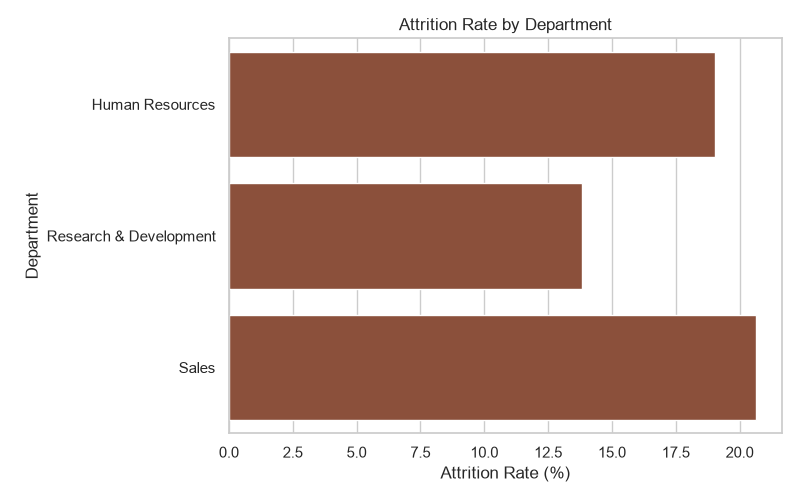 Attrition Rate by Department
Human Resources
Research & Development
Sales
Department
0.0 2.5 5.0 7.5 10.0 12.5 15.0 17.5 20.0
Attrition Rate (%)